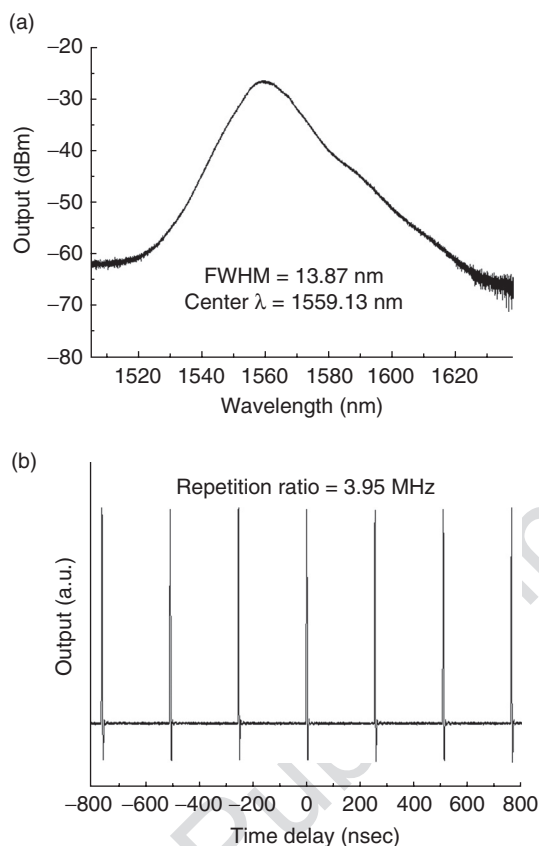 (a)
−20
−30
−40
−50
−60
−70
−80
Output (dBm)
FWHM = 13.87 nm
Center λ = 1559.13 nm
1520 1540 1560 1580 1600 1620
Wavelength (nm)
(b)
Repetition ratio = 3.95 MHz
Output (a.u.)
−800 −600 −400 −200 0 200 400 600 800
Time delay (nsec)